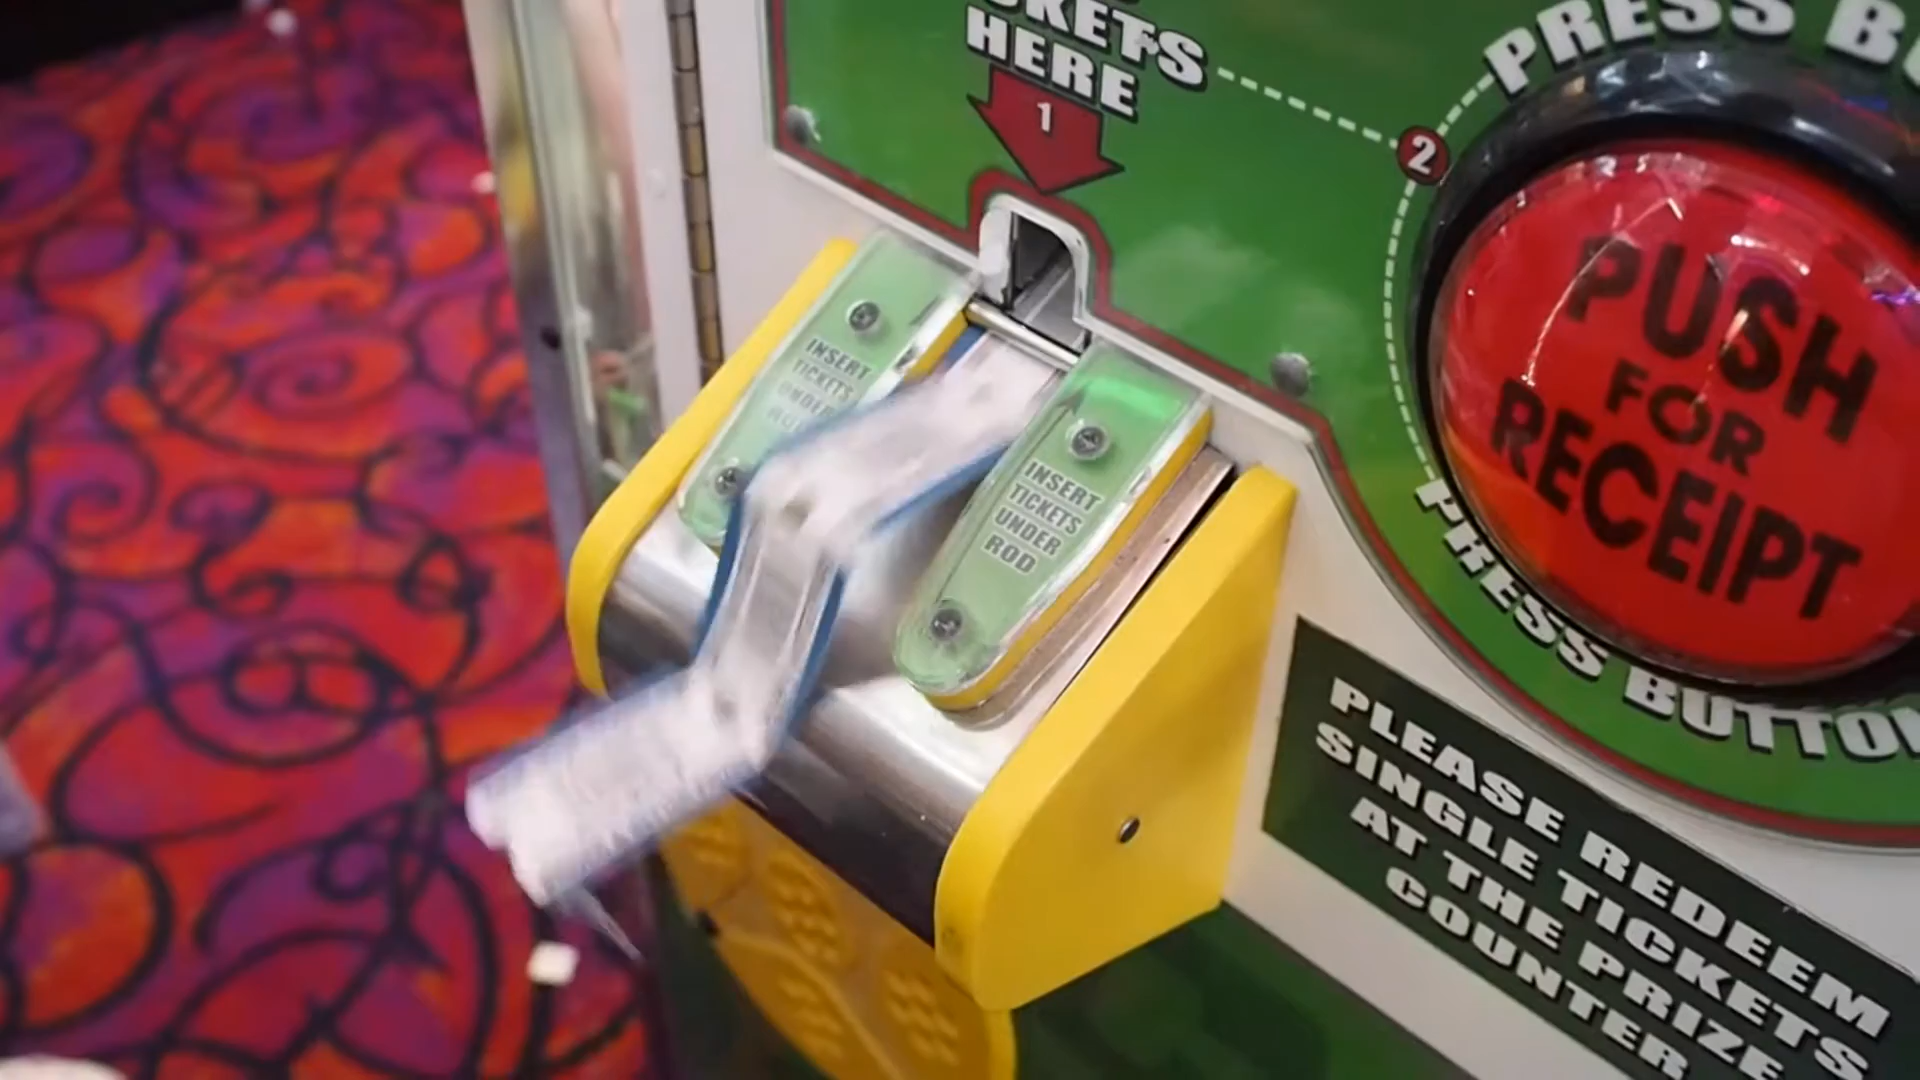 HERE
1
2
PRESS
PUSH
FOR
RECEIPT
PRESS BUTTON
INSERT
TICKETS
UNDER
INSERT
TICKETS
UNDER
ROD
PLEASE REDEEM
SINGLE TICKETS
AT THE PRIZE
COUNTER